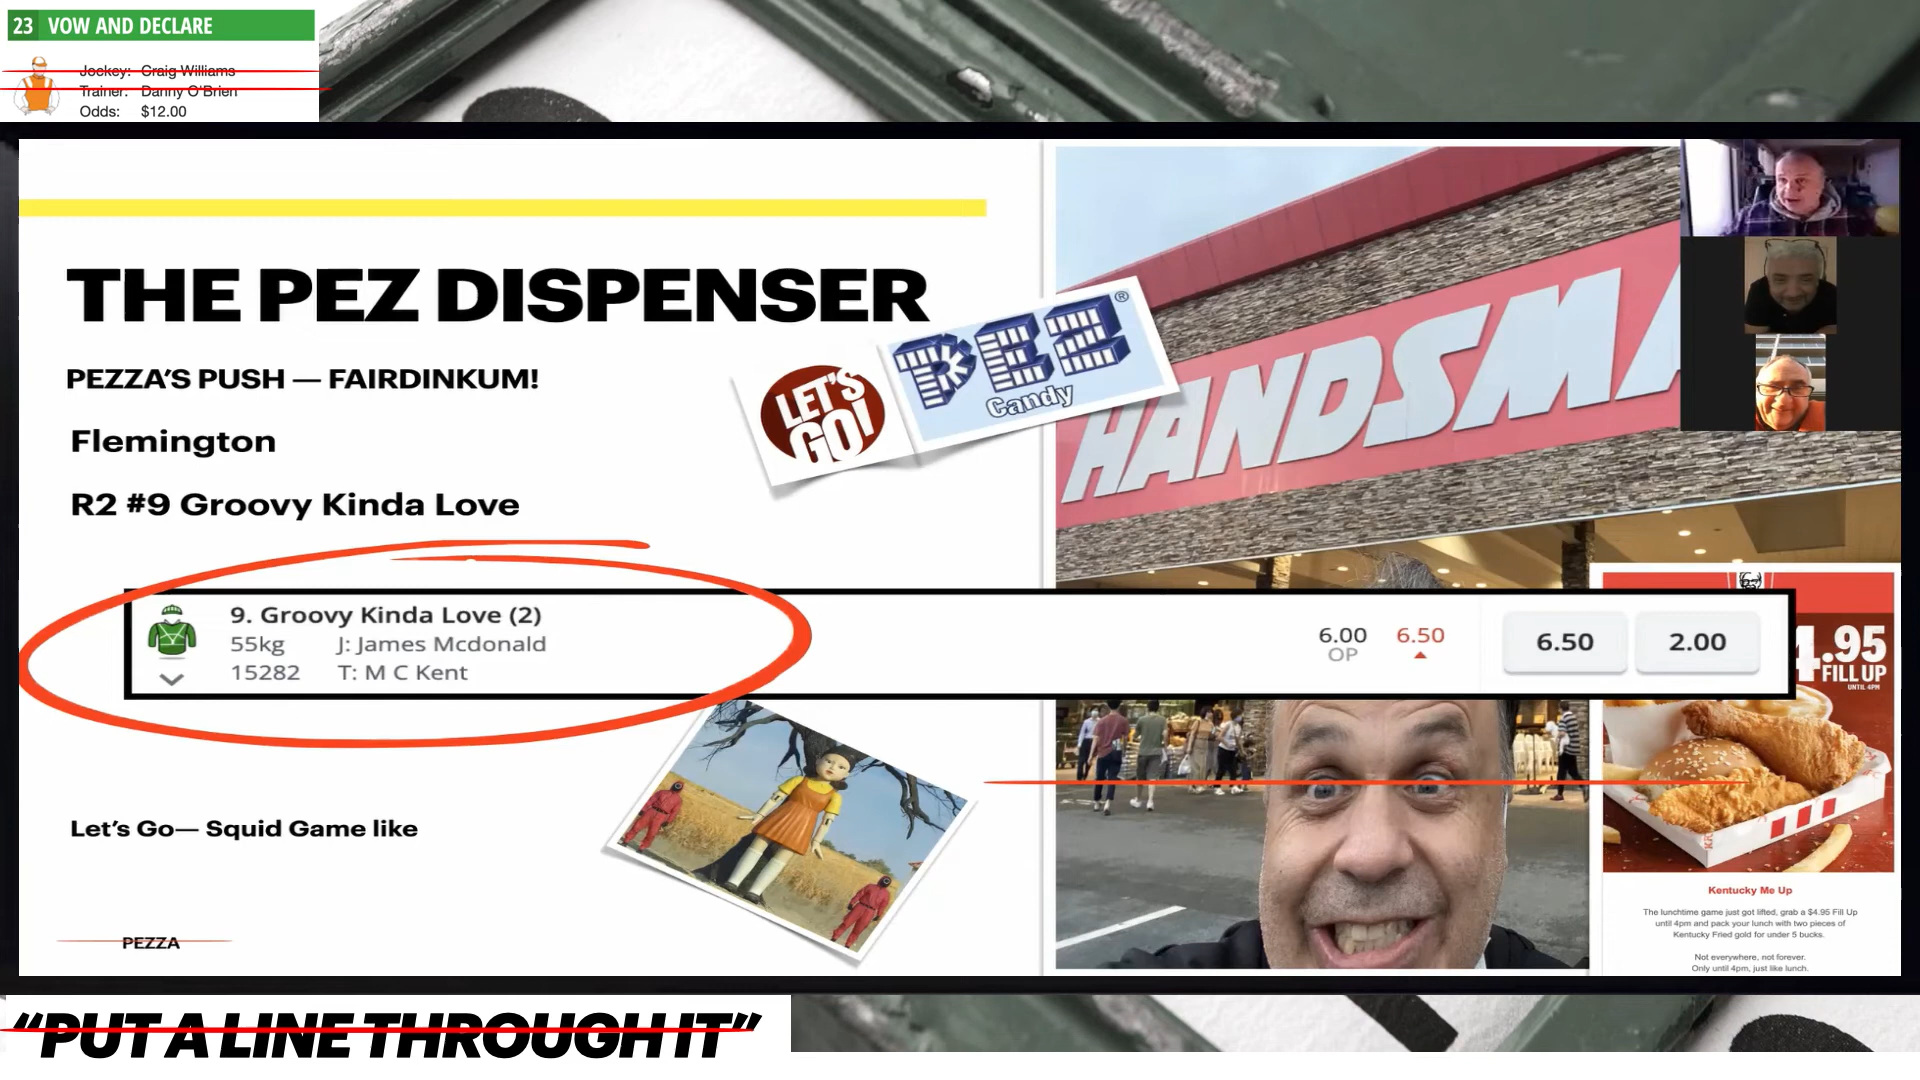 23 VOW AND DECLARE
Jockey: Craig Williams
Trainer: Danny O'Brien
Odds: $12.00
THE PEZ DISPENSER
PEZZA'S PUSH — FAIRDINKUM!
Flemington
R2 #9 Groovy Kinda Love
LET'S
GO!
PEZ®
Candy
HANDSMA
9. Groovy Kinda Love (2)
55kg J: James Mcdonald
15282 T: M C Kent
6.00 6.50
OP
6.50 2.00
4.95
FILL UP
UNTIL 4PM
Let's Go— Squid Game like
PEZZA
Kentucky Me Up
The lunchtime game just got lifted, grab a $4.95 Fill Up
until 4pm and pack your lunch with two pieces of
Kentucky Fried gold for under 5 bucks.
Not everywhere, not forever.
Only until 4pm, just like lunch.
"PUT A LINE THROUGH IT"